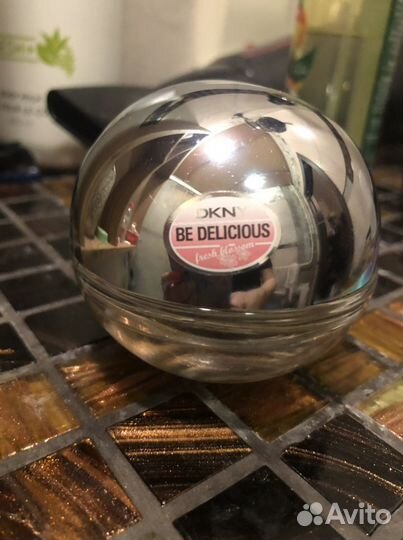 DKNY
BE DELICIOUS
fresh blossom
Avito